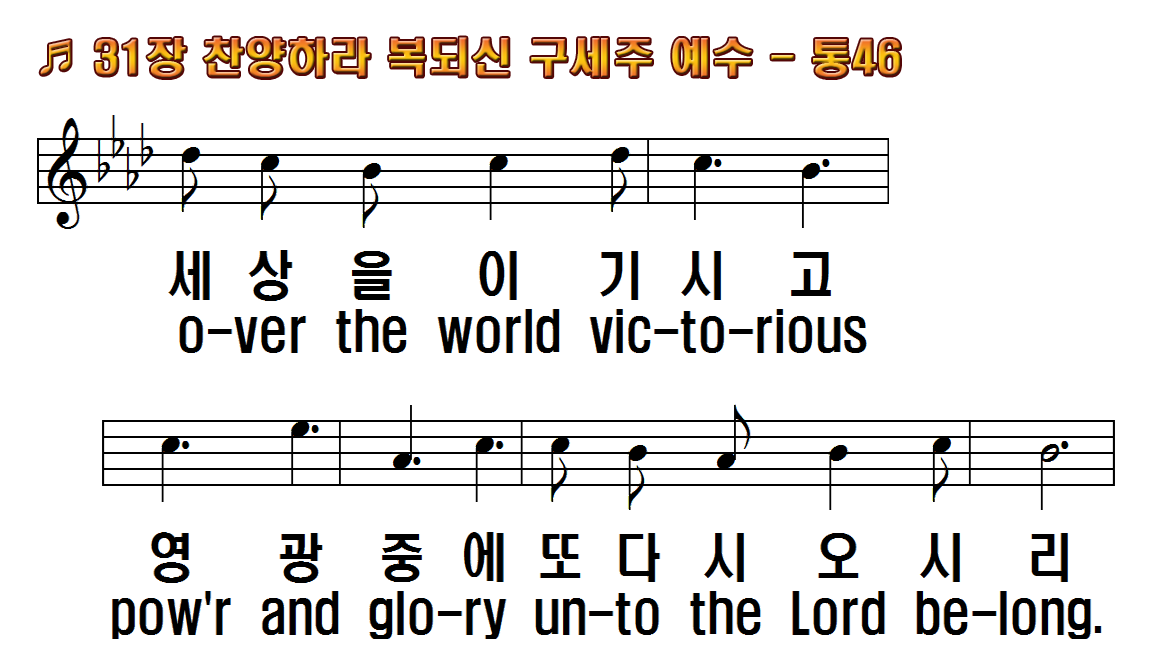 31장 찬양하라 복되신 구세주 예수 - 통46
세 상 을 이 기 시 고
o-ver the world vic-to-rious
영 광 중 에 또 다 시 오 시 리
pow'r and glo-ry un-to the Lord be-long.